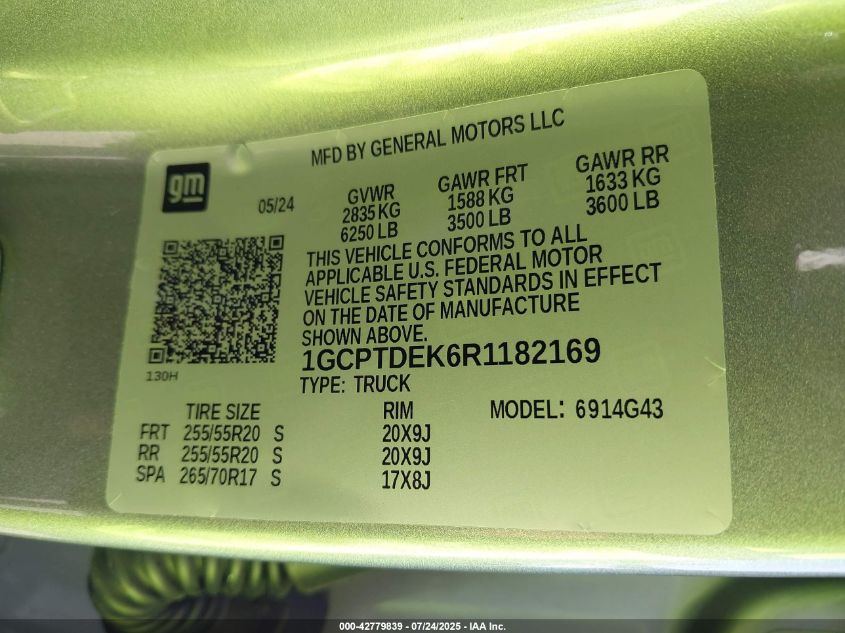 MFD BY GENERAL MOTORS LLC
gm
05/24
GVWR
2835 KG
6250 LB
GAWR FRT
1588 KG
3500 LB
GAWR RR
1633 KG
3600 LB
THIS VEHICLE CONFORMS TO ALL
APPLICABLE U.S. FEDERAL MOTOR
VEHICLE SAFETY STANDARDS IN EFFECT
ON THE DATE OF MANUFACTURE
SHOWN ABOVE.
130H
1GCPTDEK6R1182169
TYPE: TRUCK
TIRE SIZE RIM MODEL: 6914G43
FRT 255/55R20 S 20X9J
RR 255/55R20 S 20X9J
SPA 265/70R17 S 17X8J
000-42779839 - 07/24/2025 - IAA Inc.